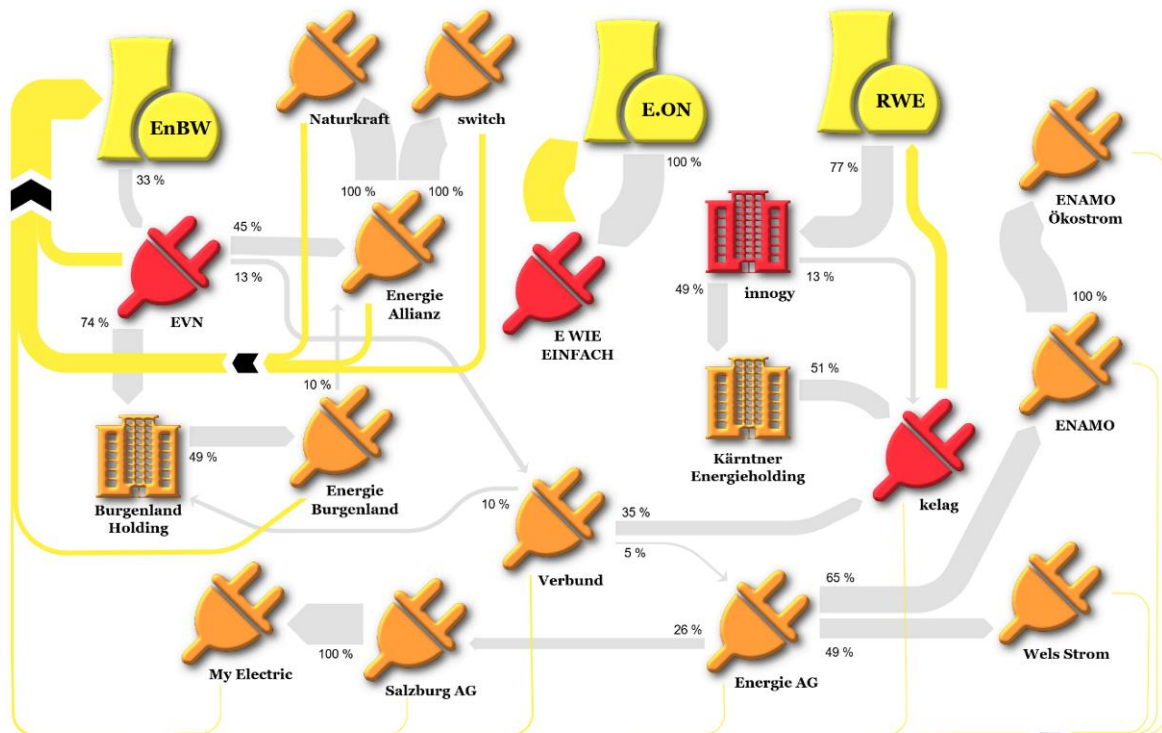 EnBW
Naturkraft
switch
E.ON
RWE
33 %
100 %
100 %
100 %
77 %
ENAMO
Ökostrom
45 %
13 %
EVN
74 %
Energie
Allianz
E WIE
EINFACH
innogy
13 %
49 %
100 %
10 %
51 %
ENAMO
49 %
Burgenland
Holding
Energie
Burgenland
Kärntner
Energieholding
kelag
10 %
35 %
5 %
Verbund
65 %
26 %
49 %
100 %
My Electric
Salzburg AG
Energie AG
Wels Strom